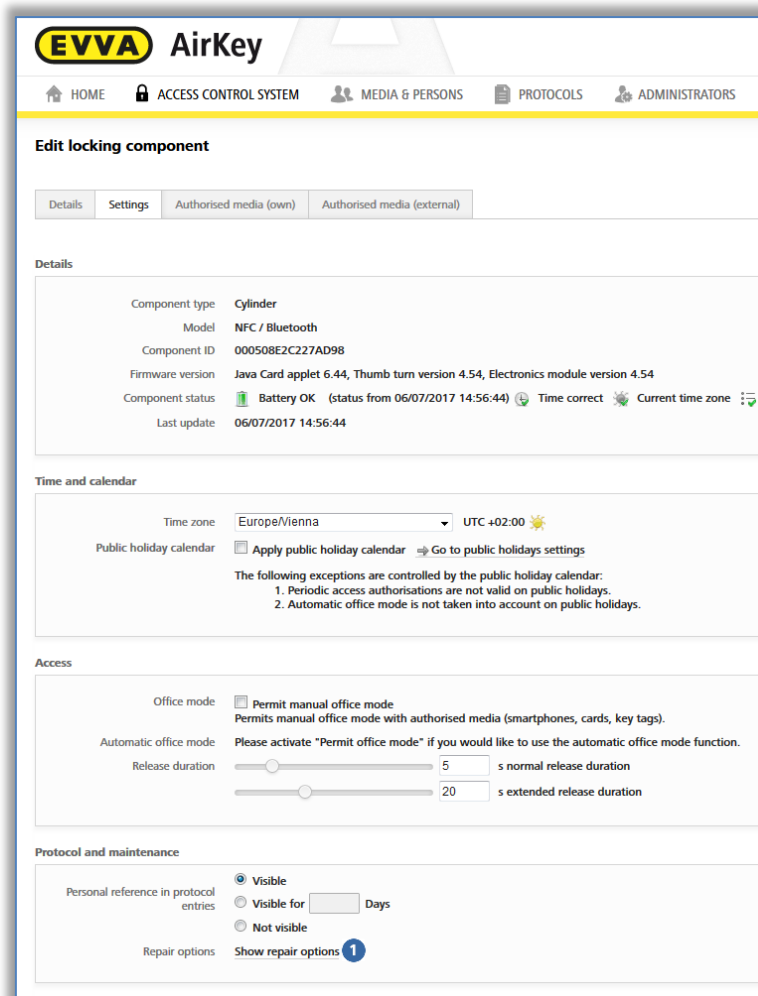 EVVA AirKey
HOME ACCESS CONTROL SYSTEM MEDIA & PERSONS PROTOCOLS ADMINISTRATORS
Edit locking component
Details Settings Authorised media (own) Authorised media (external)
Details
Component type Cylinder
Model NFC / Bluetooth
Component ID 000508E2C227AD98
Firmware version Java Card applet 6.44, Thumb turn version 4.54, Electronics module version 4.54
Component status Battery OK (status from 06/07/2017 14:56:44) Time correct Current time zone
Last update 06/07/2017 14:56:44
Time and calendar
Time zone Europe/Vienna UTC +02:00
Public holiday calendar Apply public holiday calendar Go to public holidays settings
The following exceptions are controlled by the public holiday calendar:
1. Periodic access authorisations are not valid on public holidays.
2. Automatic office mode is not taken into account on public holidays.
Access
Office mode Permit manual office mode
Permits manual office mode with authorised media (smartphones, cards, key tags).
Automatic office mode Please activate "Permit office mode" if you would like to use the automatic office mode function.
Release duration 5 s normal release duration
20 s extended release duration
Protocol and maintenance
Personal reference in protocol entries
Visible
Visible for Days
Not visible
Repair options Show repair options 1